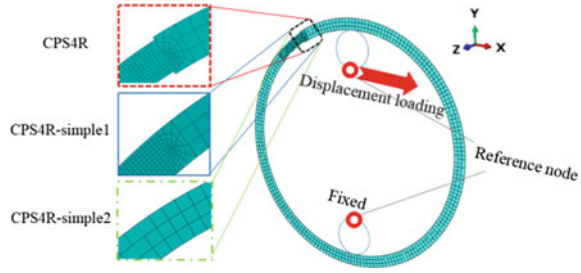 CPS4R
CPS4R-simple1
CPS4R-simple2
Y
Z
X
Displacement loading
Reference node
Fixed